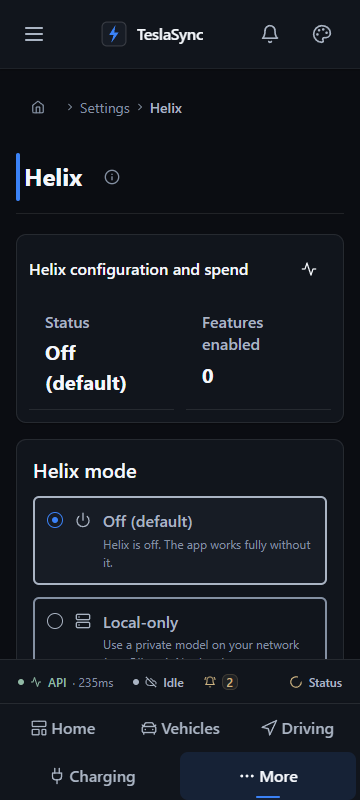 TeslaSync
Settings
Helix
Helix
Helix configuration and spend
Status
Off
(default)
Features
enabled
0
Helix mode
Off (default)
Helix is off. The app works fully without
it.
Local-only
Use a private model on your network
API · 235ms
Idle
2
Status
Home
Vehicles
Driving
Charging
More